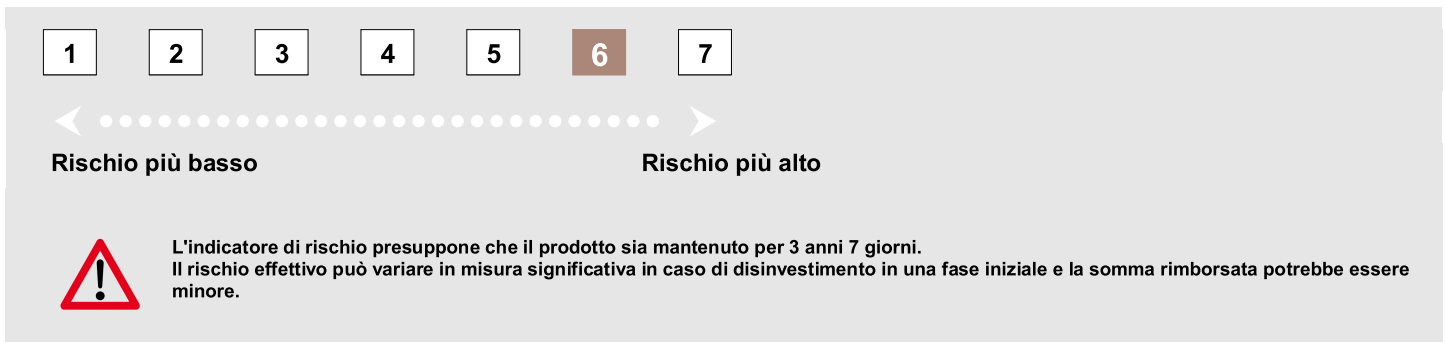 1 2 3 4 5 6 7
Rischio più basso Rischio più alto
L'indicatore di rischio presuppone che il prodotto sia mantenuto per 3 anni 7 giorni.
Il rischio effettivo può variare in misura significativa in caso di disinvestimento in una fase iniziale e la somma rimborsata potrebbe essere
minore.